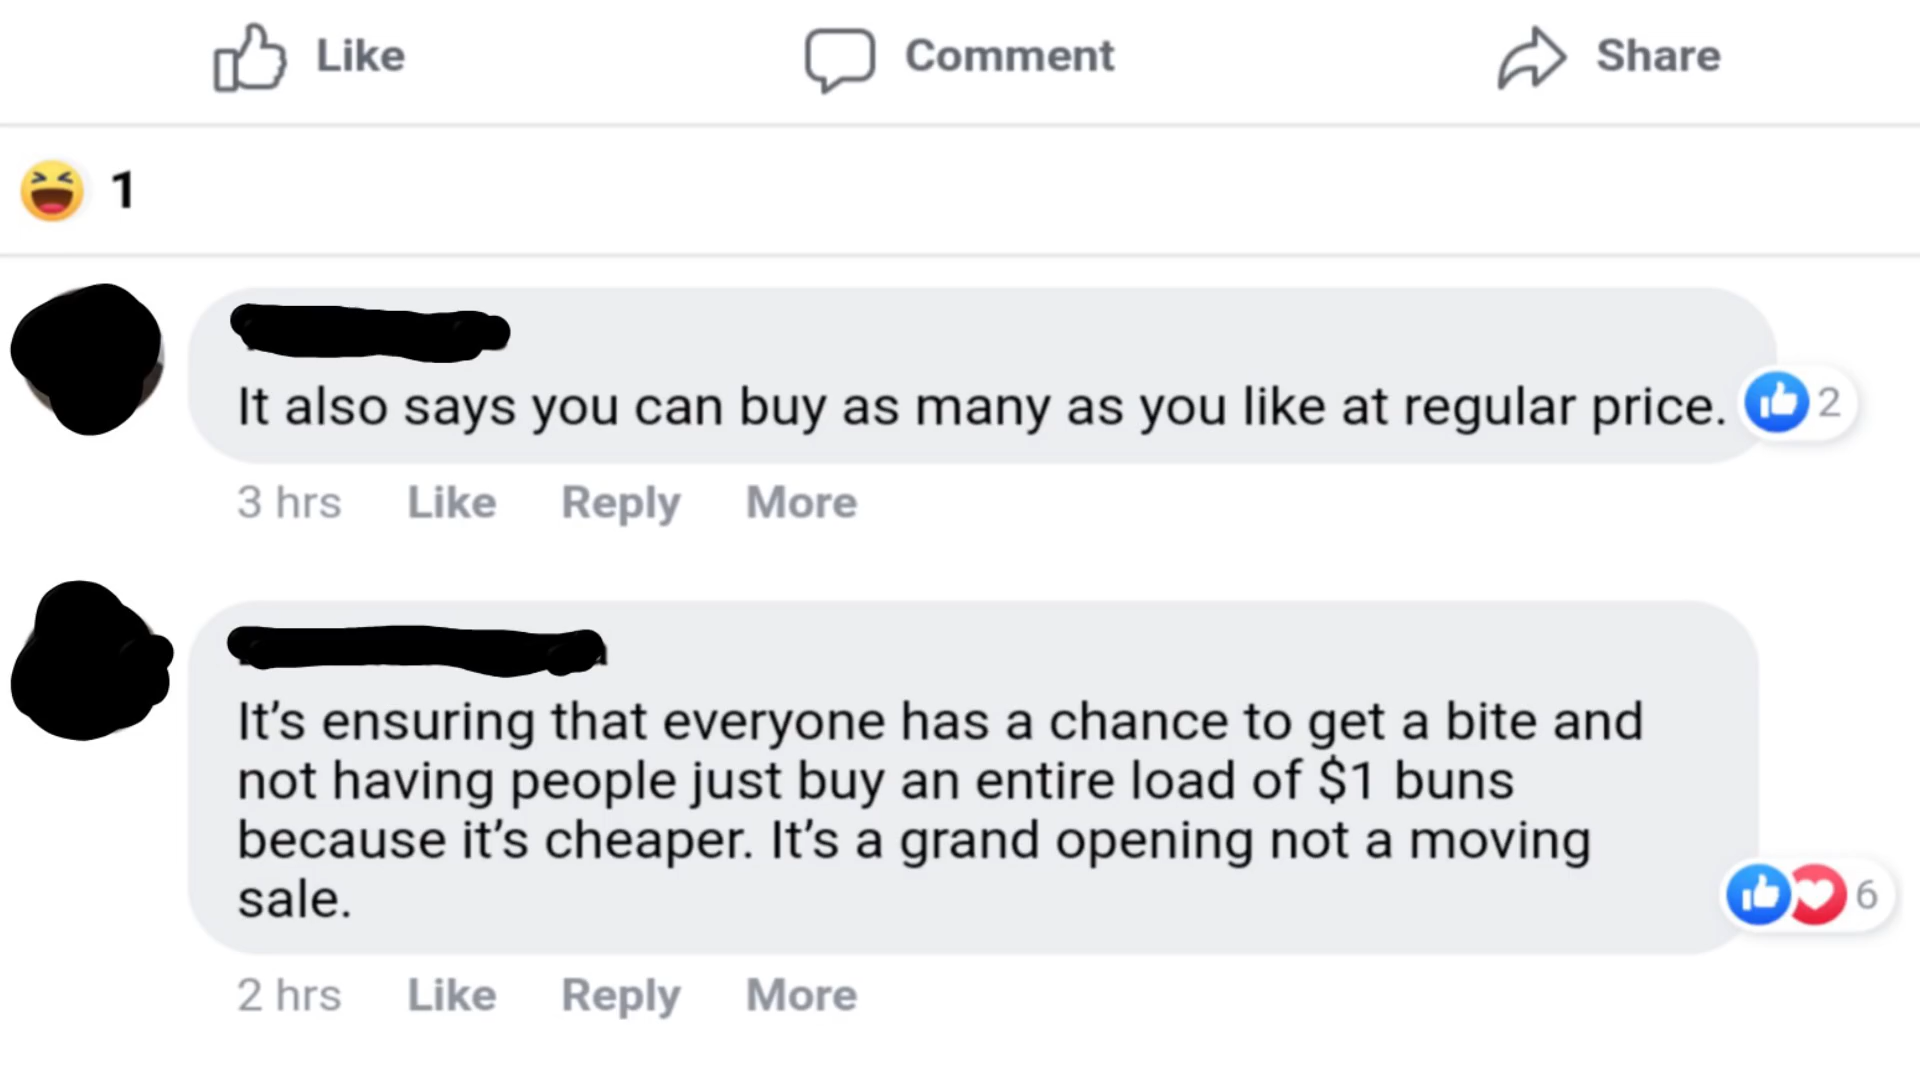 Like Comment Share
1
It also says you can buy as many as you like at regular price.
2
3 hrs Like Reply More
It's ensuring that everyone has a chance to get a bite and
not having people just buy an entire load of $1 buns
because it's cheaper. It's a grand opening not a moving
sale.
6
2 hrs Like Reply More